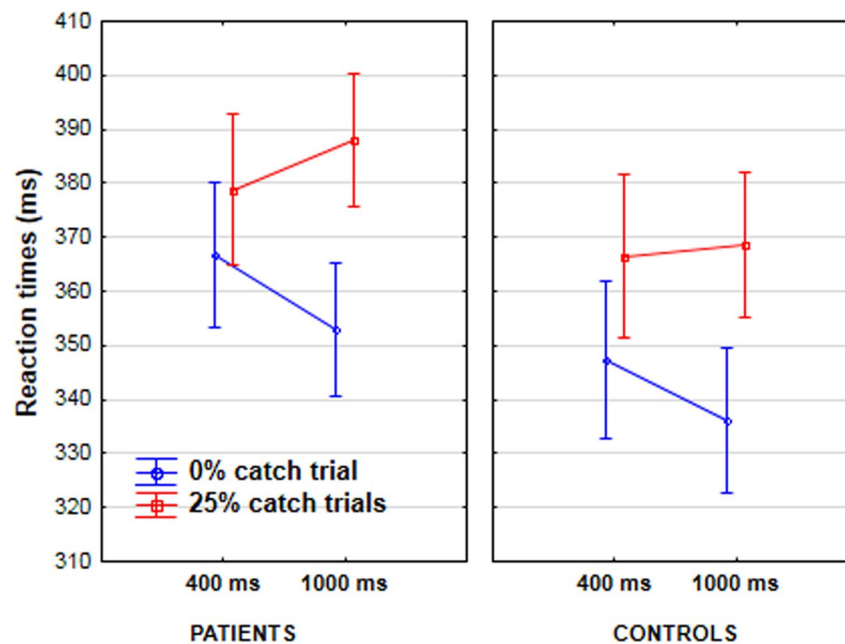 Reaction times (ms)
410
400
390
380
370
360
350
340
330
320
310
0% catch trial
25% catch trials
400 ms 1000 ms
400 ms 1000 ms
PATIENTS
CONTROLS